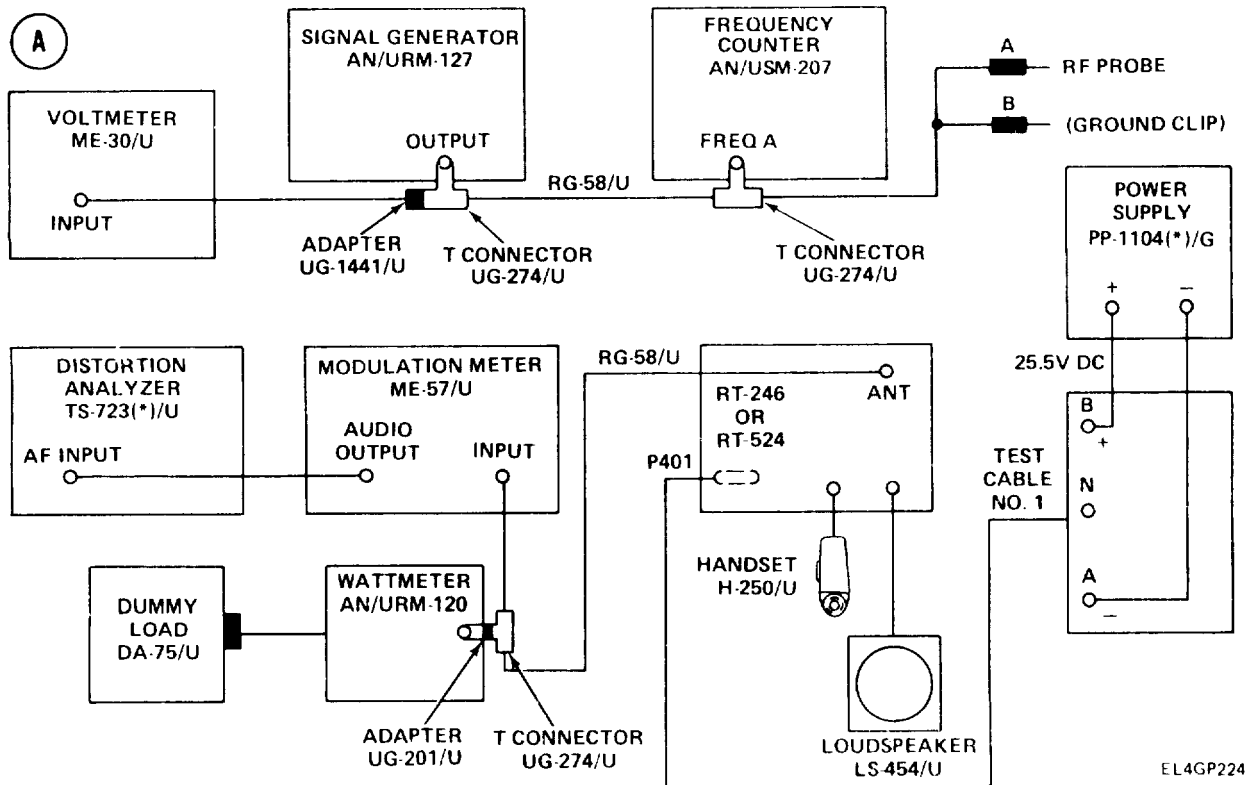 A
SIGNAL GENERATOR
AN/URM-127
OUTPUT
FREQUENCY
COUNTER
AN/USM-207
FREQ A
A
RF PROBE
B
(GROUND CLIP)
VOLTMETER
ME-30/U
INPUT
RG-58/U
ADAPTER
UG-1441/U
T CONNECTOR
UG-274/U
T CONNECTOR
UG-274/U
POWER
SUPPLY
PP-1104(*)/G
+
–
25.5V DC
DISTORTION
ANALYZER
TS-723(*)/U
AF INPUT
MODULATION METER
ME-57/U
AUDIO
OUTPUT
INPUT
RG-58/U
RT-246
OR
RT-524
ANT
P401
HANDSET
H-250/U
LOUDSPEAKER
LS-454/U
TEST
CABLE
NO. 1
B
+
N
A
–
DUMMY
LOAD
DA-75/U
WATTMETER
AN/URM-120
ADAPTER
UG-201/U
T CONNECTOR
UG-274/U
EL4GP224